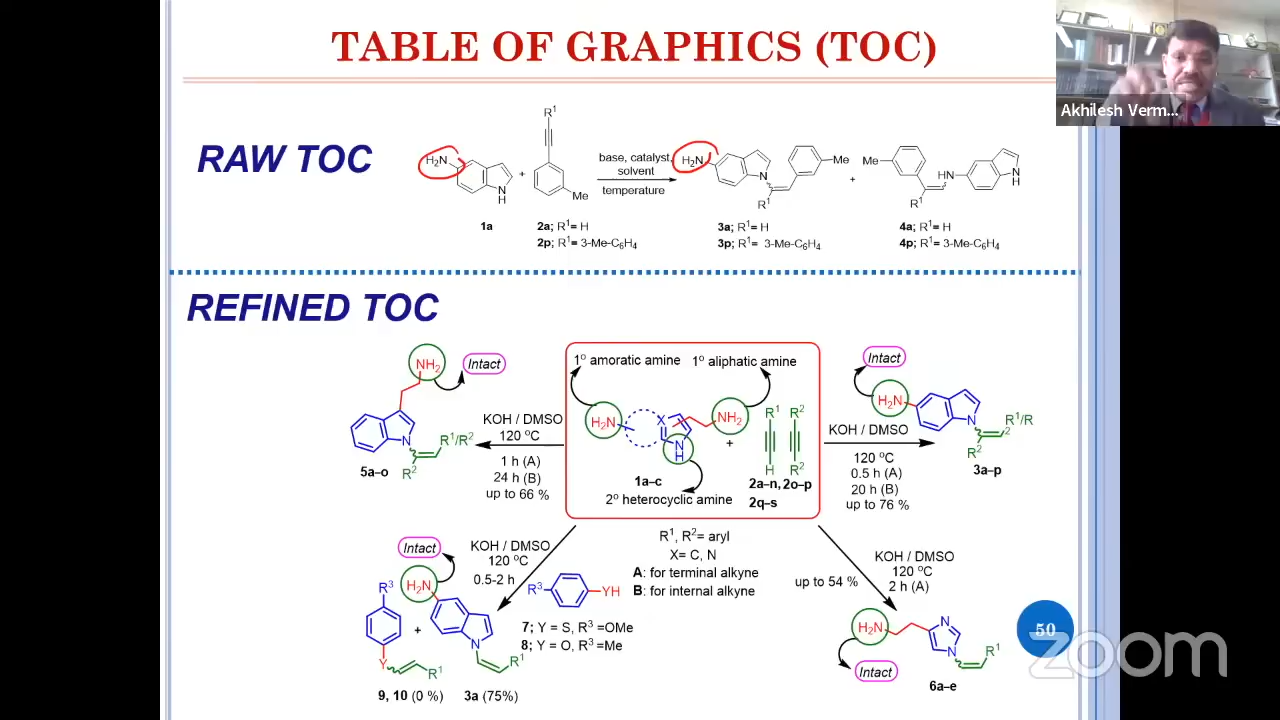 TABLE OF GRAPHICS (TOC)
Akhilesh Verm...
RAW TOC
R1
H2N
N
H
+
Me
base, catalyst,
solvent
temperature
H2N
N
R1
Me
+
Me
R1
HN
N
H
1a
2a; R1= H
2p; R1= 3-Me-C6H4
3a; R1= H
3p; R1= 3-Me-C6H4
4a; R1= H
4p; R1= 3-Me-C6H4
REFINED TOC
NH2
Intact
N
R1/R2
R2
5a–o
KOH / DMSO
120 oC
1 h (A)
24 h (B)
up to 66 %
1o amoratic amine
1o aliphatic amine
H2N
X
NH2
N
H
+
R1
H
R2
R2
1a–c
2a–n, 2o–p
2o heterocyclic amine
2q–s
KOH / DMSO
120 oC
0.5 h (A)
20 h (B)
up to 76 %
Intact
H2N
N
R1/R
2
R2
3a–p
R1, R2= aryl
X= C, N
A: for terminal alkyne
B: for internal alkyne
Intact
KOH / DMSO
120 oC
0.5-2 h
R3
H2N
+
N
R1
Y
R1
9, 10 (0 %)
3a (75%)
R3
YH
7; Y = S, R3 =OMe
8; Y = O, R3 =Me
up to 54 %
KOH / DMSO
120 oC
2 h (A)
H2N
N
N
R1
Intact
6a–e
50
zoom